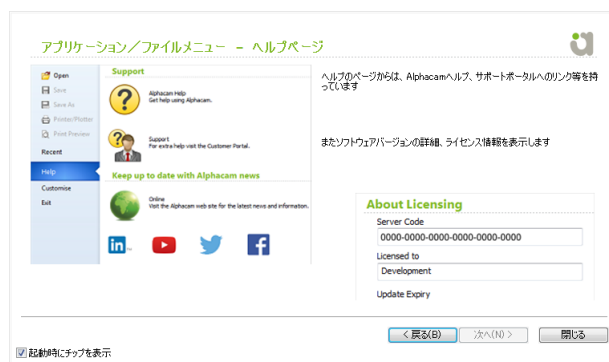 アプリケーション／ファイルメニュー － ヘルプページ
Open
Save
Save As
Printer/Plotter
Print Preview
Recent
Help
Customise
Exit
Support
Alphacam Help
Get help using Alphacam.
Support
For extra help visit the Customer Portal.
Keep up to date with Alphacam news
Online
Visit the Alphacam web site for the latest news and information.
in
ヘルプのページからは、Alphacamヘルプ、サポートポータルへのリンク等を持
っています
またソフトウェアバージョンの詳細、ライセンス情報を表示します
About Licensing
Server Code
0000-0000-0000-0000-0000-0000
Licensed to
Development
Update Expiry
< 戻る(B)
次へ(N) >
閉じる
起動時にチップを表示